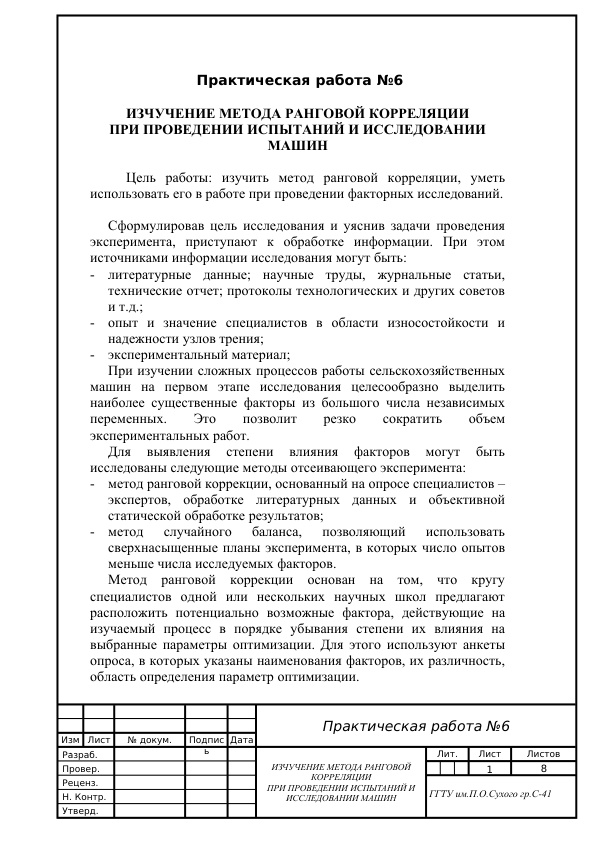 Практическая работа №6
ИЗЧУЧЕНИЕ МЕТОДА РАНГОВОЙ КОРРЕЛЯЦИИ
ПРИ ПРОВЕДЕНИИ ИСПЫТАНИЙ И ИССЛЕДОВАНИИ
МАШИН
Цель работы: изучить метод ранговой корреляции, уметь
использовать его в работе при проведении факторных исследований.
Сформулировав цель исследования и уяснив задачи проведения
эксперимента, приступают к обработке информации. При этом
источниками информации исследования могут быть:
- литературные данные; научные труды, журнальные статьи,
технические отчет; протоколы технологических и других советов
и т.д.;
- опыт и значение специалистов в области износостойкости и
надежности узлов трения;
- экспериментальный материал;
При изучении сложных процессов работы сельскохозяйственных
машин на первом этапе исследования целесообразно выделить
наиболее существенные факторы из большого числа независимых
переменных. Это позволит резко сократить объем
экспериментальных работ.
Для выявления степени влияния факторов могут быть
исследованы следующие методы отсеивающего эксперимента:
- метод ранговой коррекции, основанный на опросе специалистов –
экспертов, обработке литературных данных и объективной
статической обработке результатов;
- метод случайного баланса, позволяющий использовать
сверхнасыщенные планы эксперимента, в которых число опытов
меньше числа исследуемых факторов.
Метод ранговой коррекции основан на том, что кругу
специалистов одной или нескольких научных школ предлагают
расположить потенциально возможные фактора, действующие на
изучаемый процесс в порядке убывания степени их влияния на
выбранные параметры оптимизации. Для этого используют анкеты
опроса, в которых указаны наименования факторов, их различность,
область определения параметр оптимизации.
Практическая работа №6
Изм Лист № докум. Подпис
ь Дата
Разраб.
Провер.
Реценз.
Н. Контр.
Утверд.
ИЗЧУЧЕНИЕ МЕТОДА РАНГОВОЙ
КОРРЕЛЯЦИИ
ПРИ ПРОВЕДЕНИИ ИСПЫТАНИЙ И
ИССЛЕДОВАНИИ МАШИН
Лит. Лист Листов
1 8
ГГТУ им.П.О.Сухого гр.С-41